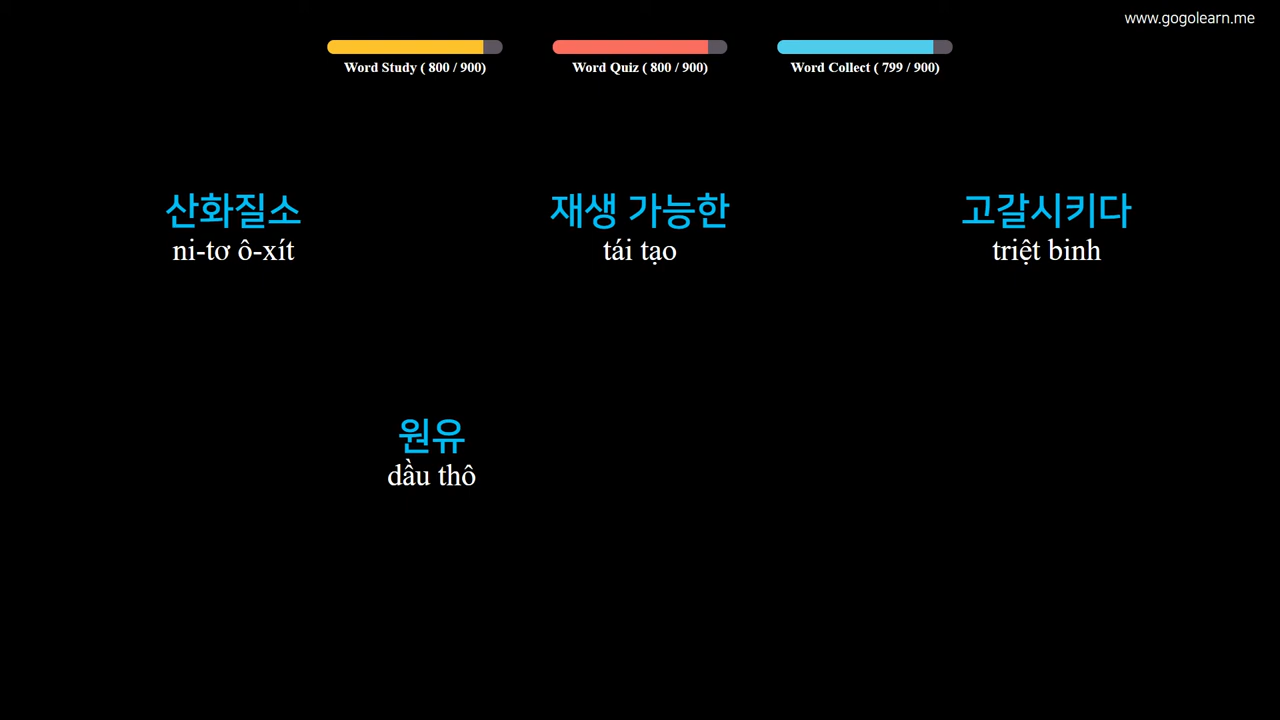 www.gogolearn.me
Word Study ( 800 / 900)
Word Quiz ( 800 / 900)
Word Collect ( 799 / 900)
산화질소
ni-tơ ô-xít
재생 가능한
tái tạo
고갈시키다
triệt binh
원유
dầu thô